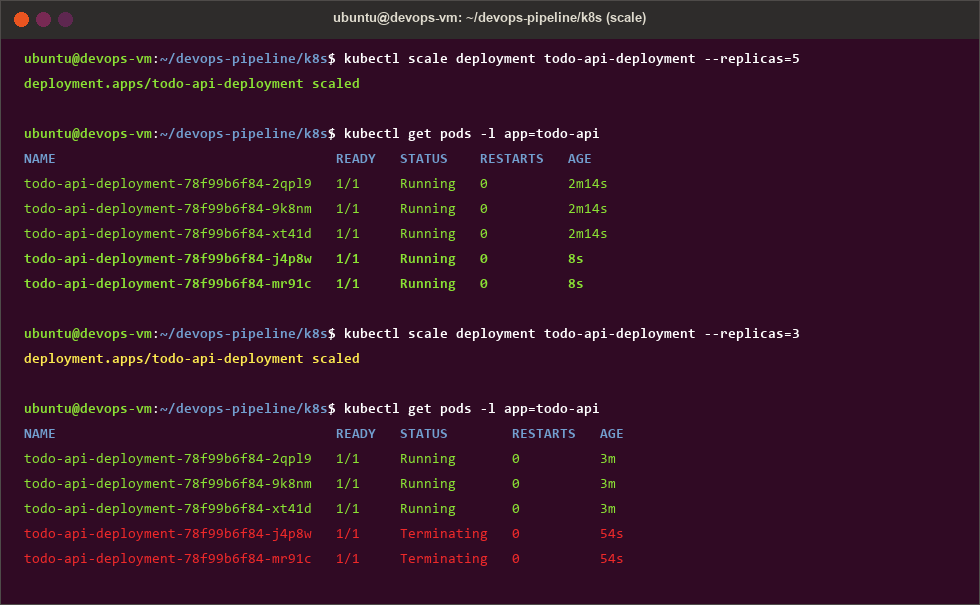 ubuntu@devops-vm: ~/devops-pipeline/k8s (scale)
ubuntu@devops-vm:~/devops-pipeline/k8s$ kubectl scale deployment todo-api-deployment --replicas=5
deployment.apps/todo-api-deployment scaled
ubuntu@devops-vm:~/devops-pipeline/k8s$ kubectl get pods -l app=todo-api
NAME READY STATUS RESTARTS AGE
todo-api-deployment-78f99b6f84-2qpl9 1/1 Running 0 2m14s
todo-api-deployment-78f99b6f84-9k8nm 1/1 Running 0 2m14s
todo-api-deployment-78f99b6f84-xt41d 1/1 Running 0 2m14s
todo-api-deployment-78f99b6f84-j4p8w 1/1 Running 0 8s
todo-api-deployment-78f99b6f84-mr91c 1/1 Running 0 8s
ubuntu@devops-vm:~/devops-pipeline/k8s$ kubectl scale deployment todo-api-deployment --replicas=3
deployment.apps/todo-api-deployment scaled
ubuntu@devops-vm:~/devops-pipeline/k8s$ kubectl get pods -l app=todo-api
NAME READY STATUS RESTARTS AGE
todo-api-deployment-78f99b6f84-2qpl9 1/1 Running 0 3m
todo-api-deployment-78f99b6f84-9k8nm 1/1 Running 0 3m
todo-api-deployment-78f99b6f84-xt41d 1/1 Running 0 3m
todo-api-deployment-78f99b6f84-j4p8w 1/1 Terminating 0 54s
todo-api-deployment-78f99b6f84-mr91c 1/1 Terminating 0 54s